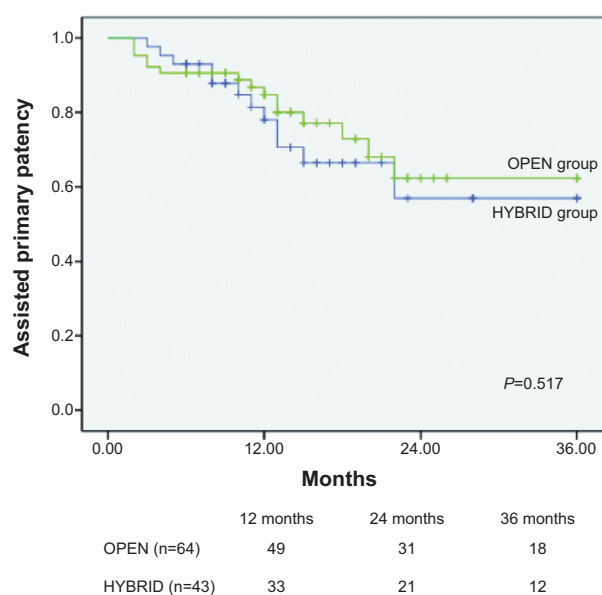 Assisted primary patency
1.0
0.8
0.6
0.4
0.2
0.0
OPEN group
HYBRID group
P=0.517
0.00 12.00 24.00 36.00
Months
12 months 24 months 36 months
OPEN (n=64) 49 31 18
HYBRID (n=43) 33 21 12